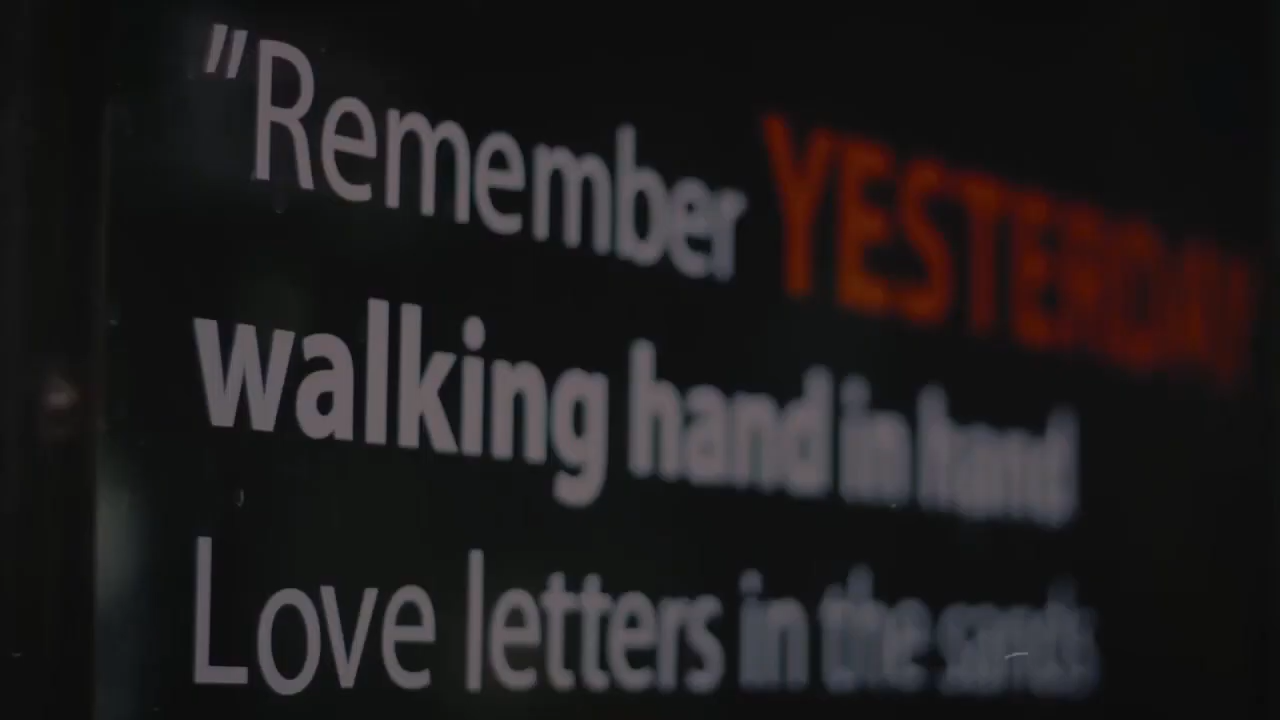 "Remember YESTERDAY
walking hand in hand
Love letters in the sands